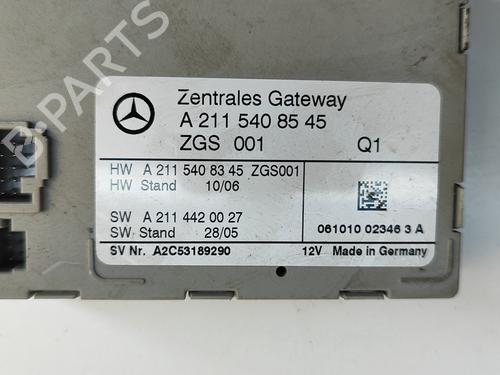 Zentrales Gateway
A 211 540 85 45
ZGS 001 Q1
HW A 211 540 83 45 ZGS001
HW Stand 10/06
SW A 211 442 00 27
SW Stand 28/05
061010 02346 3 A
SV Nr. A2C53189290 12V Made in Germany
B-PARTS